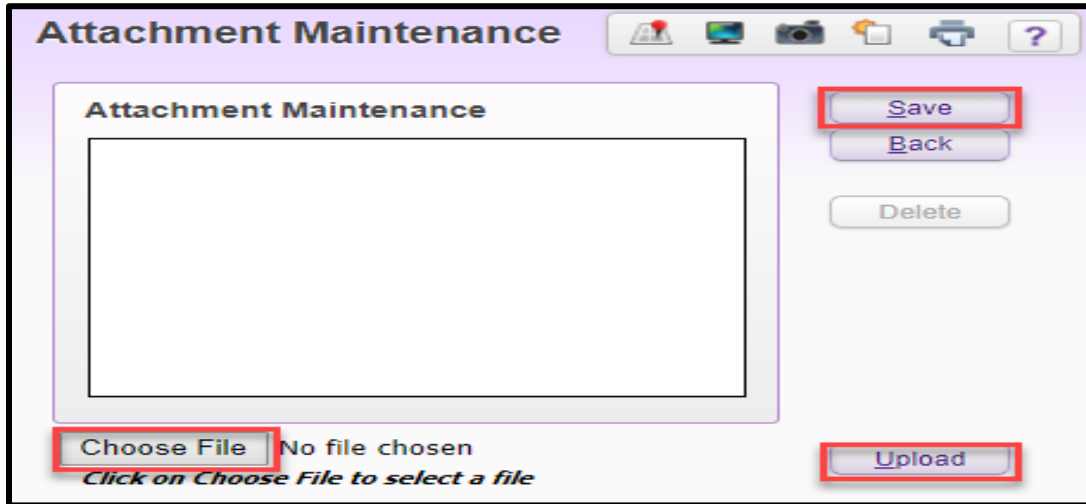 Attachment Maintenance ?
Attachment Maintenance
Save
Back
Delete
Choose File No file chosen
Click on Choose File to select a file
Upload